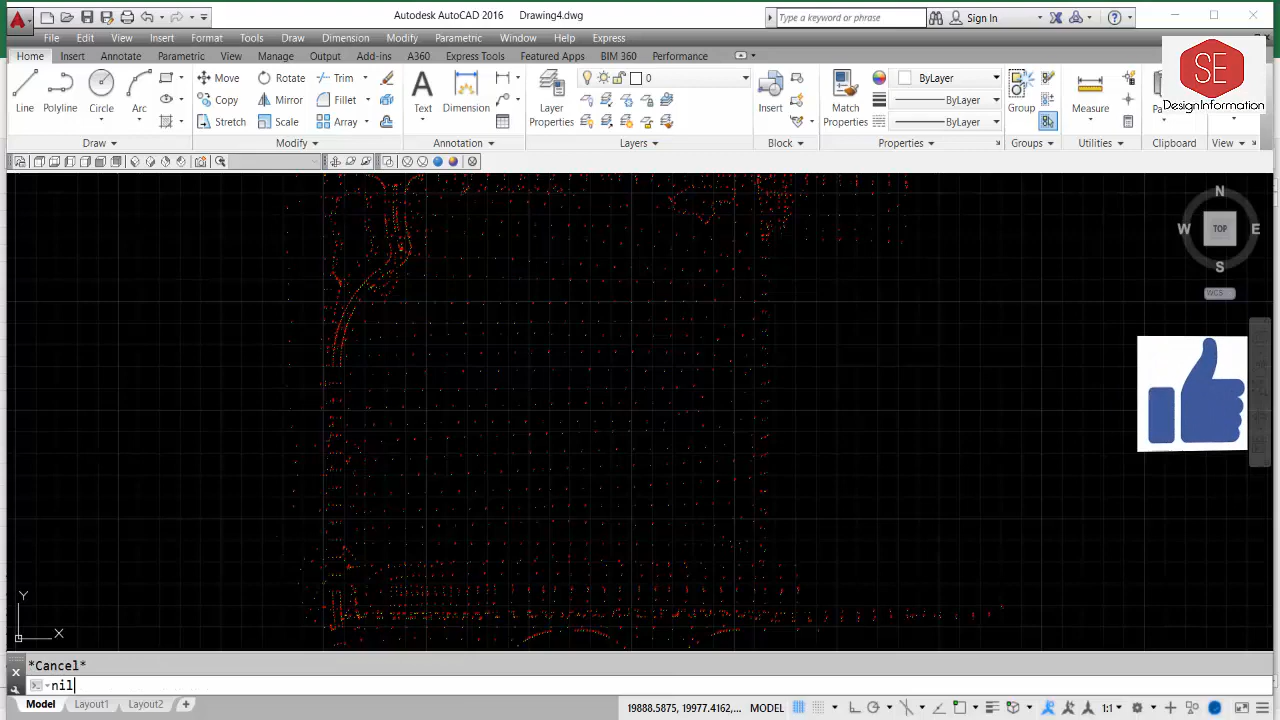 Autodesk AutoCAD 2016 Drawing4.dwg
Type a keyword or phrase
Sign In
File Edit View Insert Format Tools Draw Dimension Modify Parametric Window Help Express
Home Insert Annotate Parametric View Manage Output Add-ins A360 Express Tools Featured Apps BIM 360 Performance
SE
DesignInformation
Line Polyline Circle Arc
Move Rotate Trim
Copy Mirror Fillet
Stretch Scale Array
Text Dimension
Layer
Properties
0
Insert
Match
Properties
ByLayer
ByLayer
ByLayer
Group
Measure
Draw Modify Annotation Layers Block Properties Groups Utilities Clipboard View
N
W TOP E
S
WCS
Y
X
*Cancel*
nil
Model Layout1 Layout2
19888.5875, 19977.4162,... MODEL
1:1